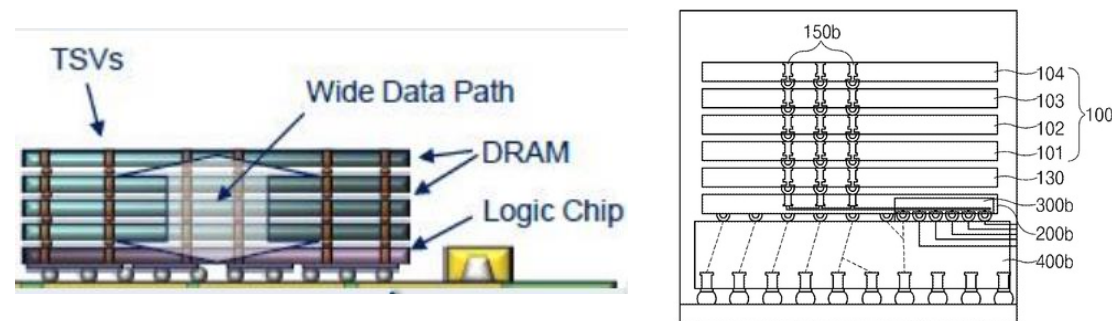 TSVs
Wide Data Path
DRAM
Logic Chip
150b
104
103
102
101
100
130
300b
200b
400b